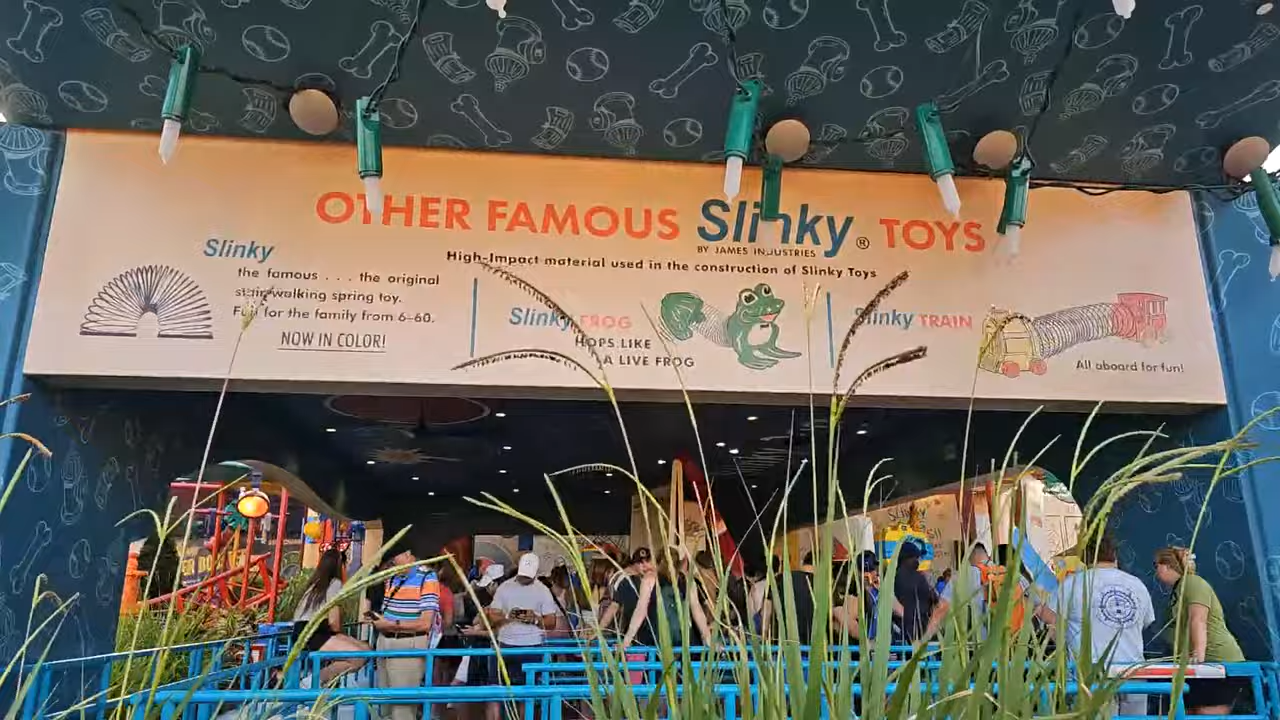 OTHER FAMOUS Slinky® TOYS
BY JAMES INDUSTRIES
High-Impact material used in the construction of Slinky Toys
Slinky
the famous . . . the original
stair walking spring toy.
Fun for the family from 6-60.
NOW IN COLOR!
Slinky FROG
HOPS LIKE
A LIVE FROG
Slinky TRAIN
All aboard for fun!